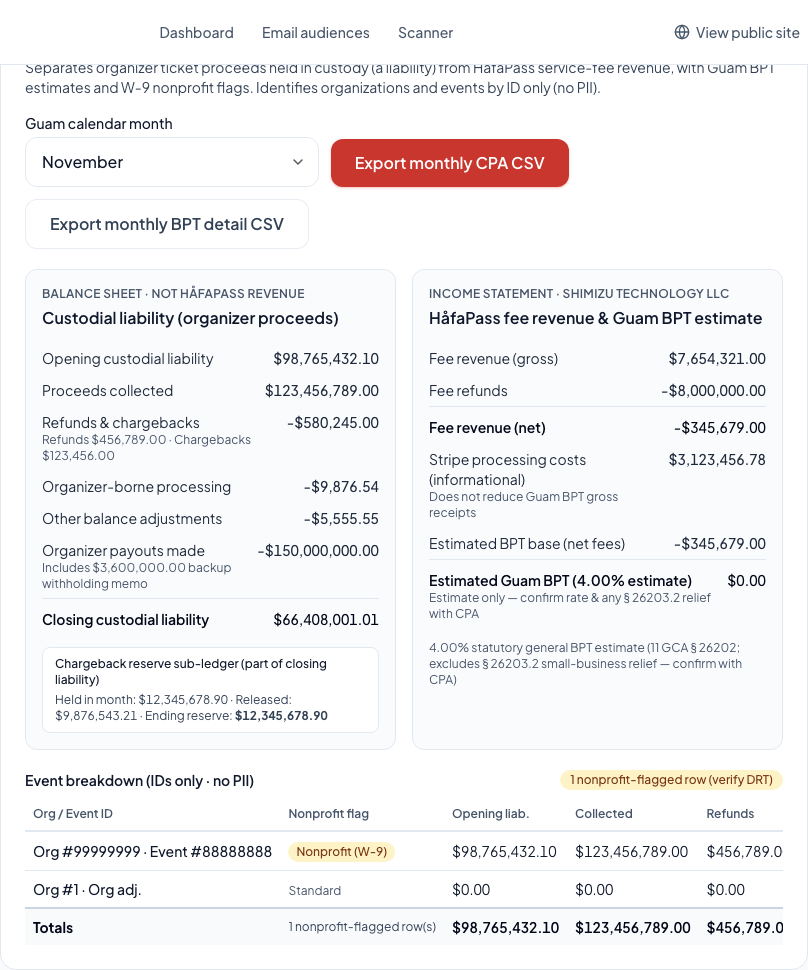 Dashboard Email audiences Scanner View public site
Separates organizer ticket proceeds held in custody (a liability) from HåfaPass service-fee revenue, with Guam BPT
estimates and W-9 nonprofit flags. Identifies organizations and events by ID only (no PII).
Guam calendar month
November
Export monthly CPA CSV
Export monthly BPT detail CSV
BALANCE SHEET · NOT HÅFAPASS REVENUE
Custodial liability (organizer proceeds)
Opening custodial liability $98,765,432.10
Proceeds collected $123,456,789.00
Refunds & chargebacks -$580,245.00
Refunds $456,789.00 · Chargebacks
$123,456.00
Organizer-borne processing -$9,876.54
Other balance adjustments -$5,555.55
Organizer payouts made -$150,000,000.00
Includes $3,600,000.00 backup
withholding memo
Closing custodial liability $66,408,001.01
Chargeback reserve sub-ledger (part of closing
liability)
Held in month: $12,345,678.90 · Released:
$9,876,543.21 · Ending reserve: $12,345,678.90
INCOME STATEMENT · SHIMIZU TECHNOLOGY LLC
HåfaPass fee revenue & Guam BPT estimate
Fee revenue (gross) $7,654,321.00
Fee refunds -$8,000,000.00
Fee revenue (net) -$345,679.00
Stripe processing costs $3,123,456.78
(informational)
Does not reduce Guam BPT gross
receipts
Estimated BPT base (net fees) -$345,679.00
Estimated Guam BPT (4.00% estimate) $0.00
Estimate only — confirm rate & any § 26203.2 relief
with CPA
4.00% statutory general BPT estimate (11 GCA § 26202;
excludes § 26203.2 small-business relief — confirm with
CPA)
Event breakdown (IDs only · no PII) 1 nonprofit-flagged row (verify DRT)
Org / Event ID Nonprofit flag Opening liab. Collected Refunds
Org #99999999 · Event #88888888 Nonprofit (W-9) $98,765,432.10 $123,456,789.00 $456,789.0
Org #1 · Org adj. Standard $0.00 $0.00 $0.00
Totals 1 nonprofit-flagged row(s) $98,765,432.10 $123,456,789.00 $456,789.0